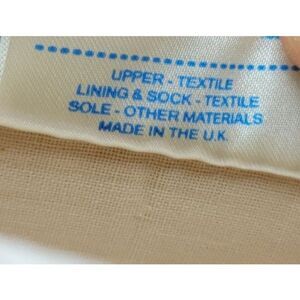 UPPER - TEXTILE
LINING & SOCK - TEXTILE
SOLE - OTHER MATERIALS
MADE IN THE U.K.